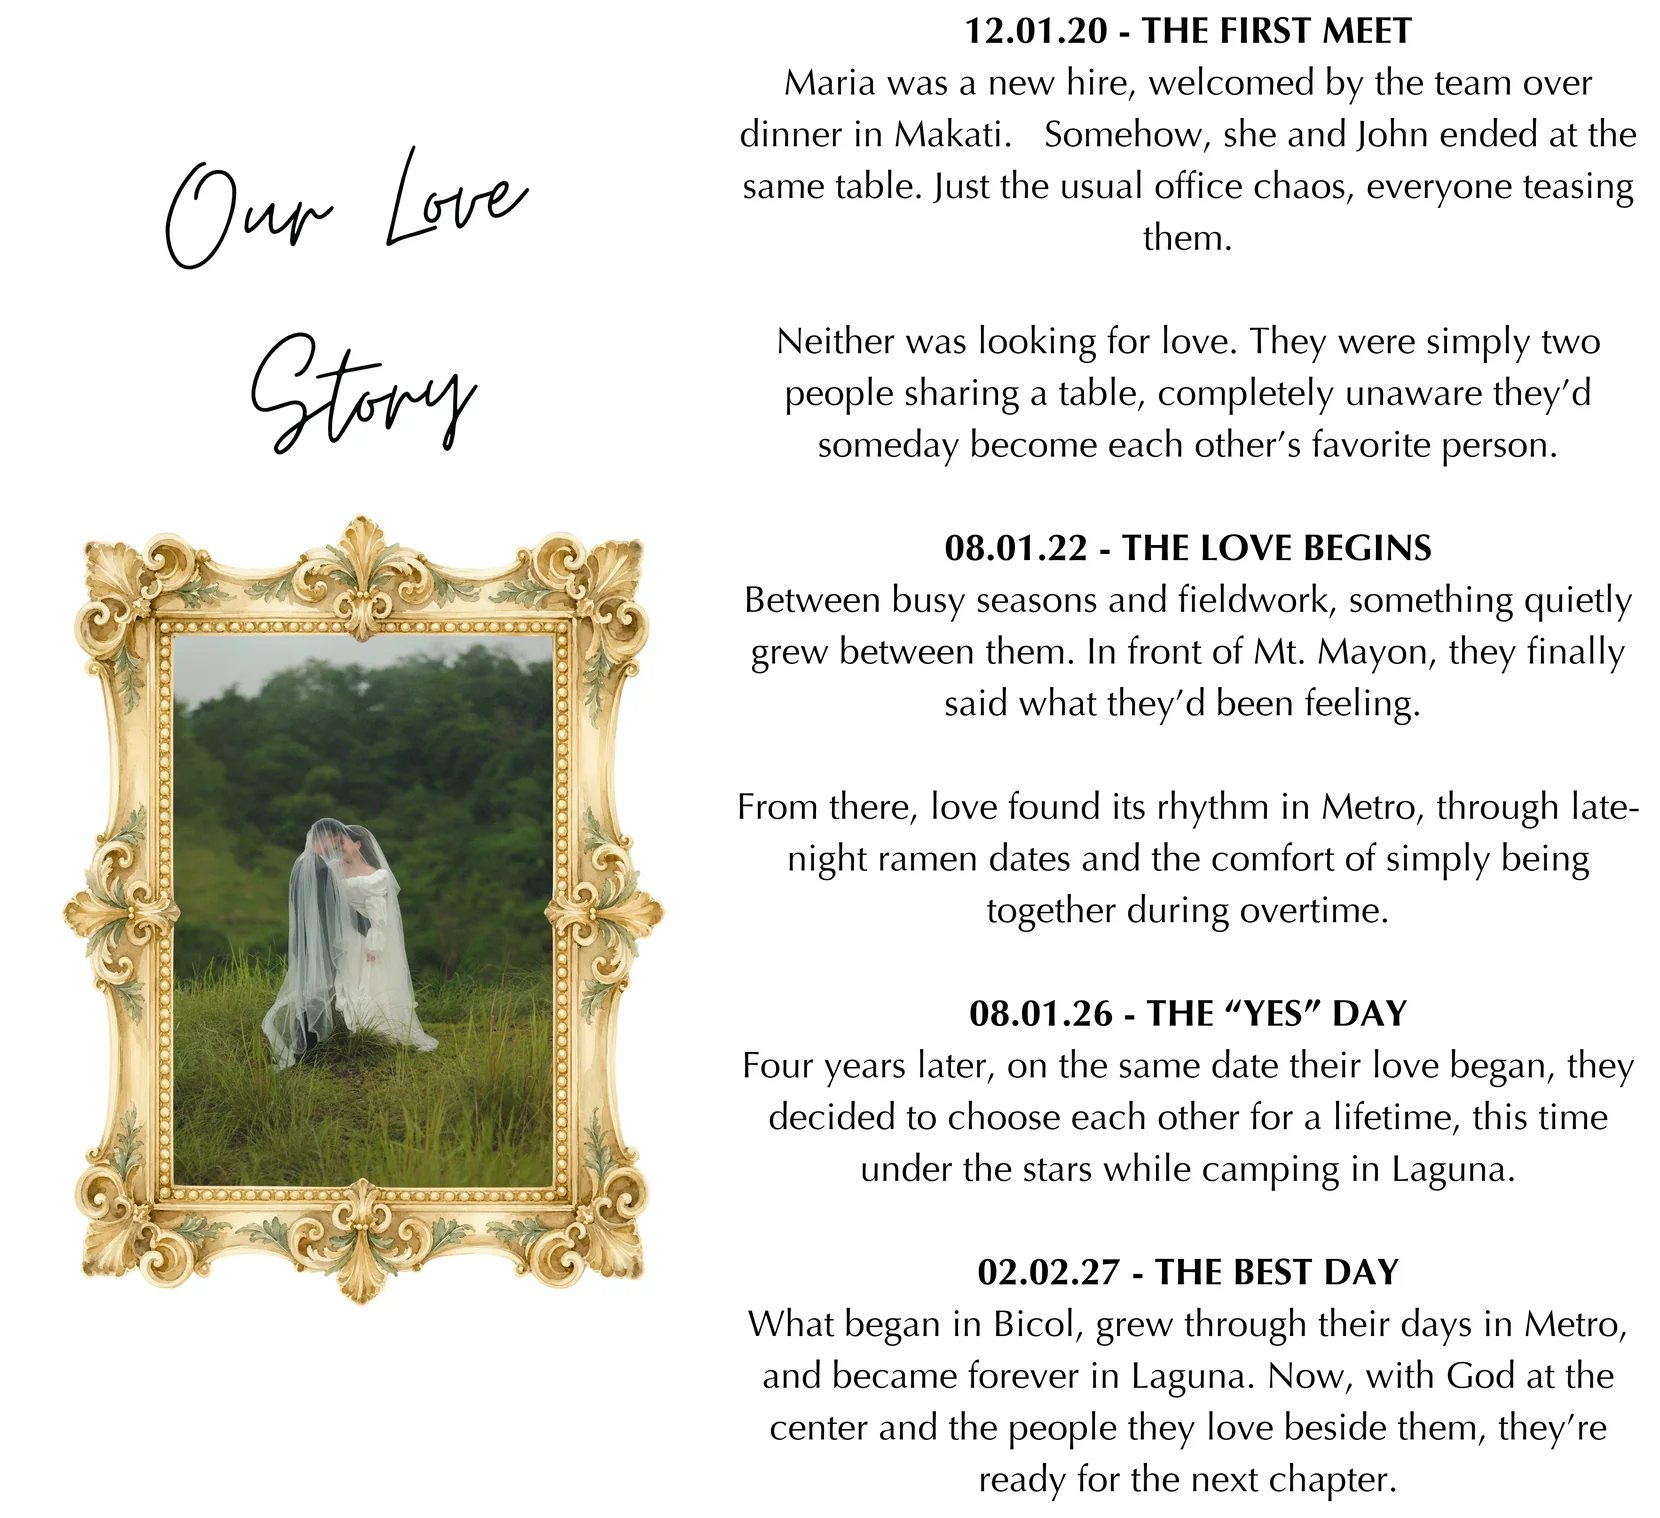 Our Love
Story
12.01.20 - THE FIRST MEET
Maria was a new hire, welcomed by the team over
dinner in Makati.   Somehow, she and John ended at the
same table. Just the usual office chaos, everyone teasing
them.
Neither was looking for love. They were simply two
people sharing a table, completely unaware they’d
someday become each other’s favorite person.
08.01.22 - THE LOVE BEGINS
Between busy seasons and fieldwork, something quietly
grew between them. In front of Mt. Mayon, they finally
said what they’d been feeling.
From there, love found its rhythm in Metro, through late-
night ramen dates and the comfort of simply being
together during overtime.
08.01.26 - THE “YES” DAY
Four years later, on the same date their love began, they
decided to choose each other for a lifetime, this time
under the stars while camping in Laguna.
02.02.27 - THE BEST DAY
What began in Bicol, grew through their days in Metro,
and became forever in Laguna. Now, with God at the
center and the people they love beside them, they’re
ready for the next chapter.